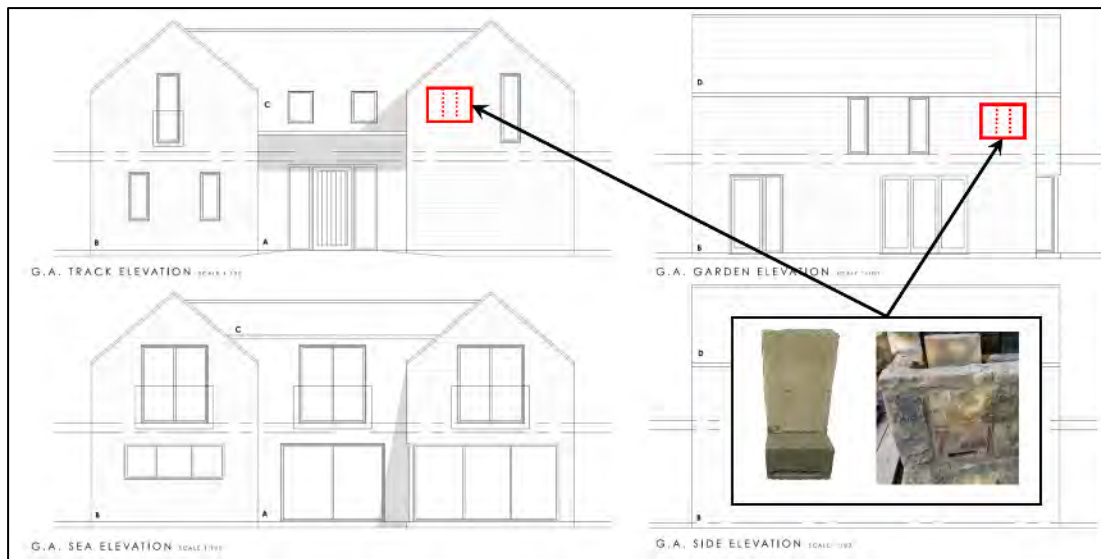 C
B
A
G.A. TRACK ELEVATION
D
B
G.A. GARDEN ELEVATION
C
B
A
G.A. SEA ELEVATION
D
B
G.A. SIDE ELEVATION